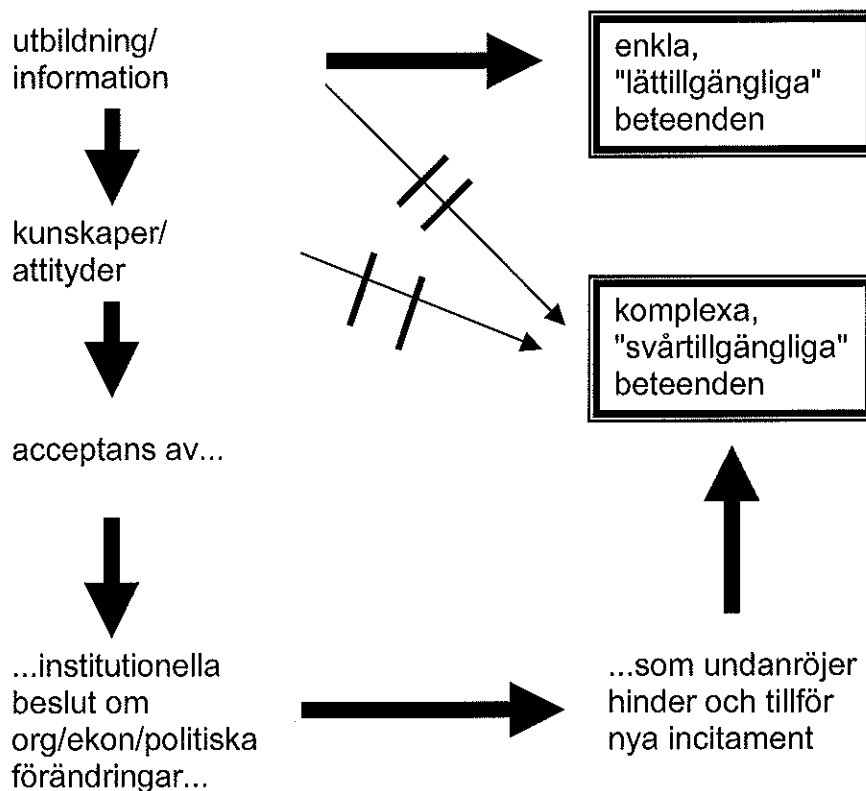 utbildning/
information
enkla,
"lättillgängliga"
beteenden
kunskaper/
attityder
komplexa,
"svårtillgängliga"
beteenden
acceptans av...
...institutionella
beslut om
org/ekon/politiska
förändringar...
...som undanröjer
hinder och tillför
nya incitament